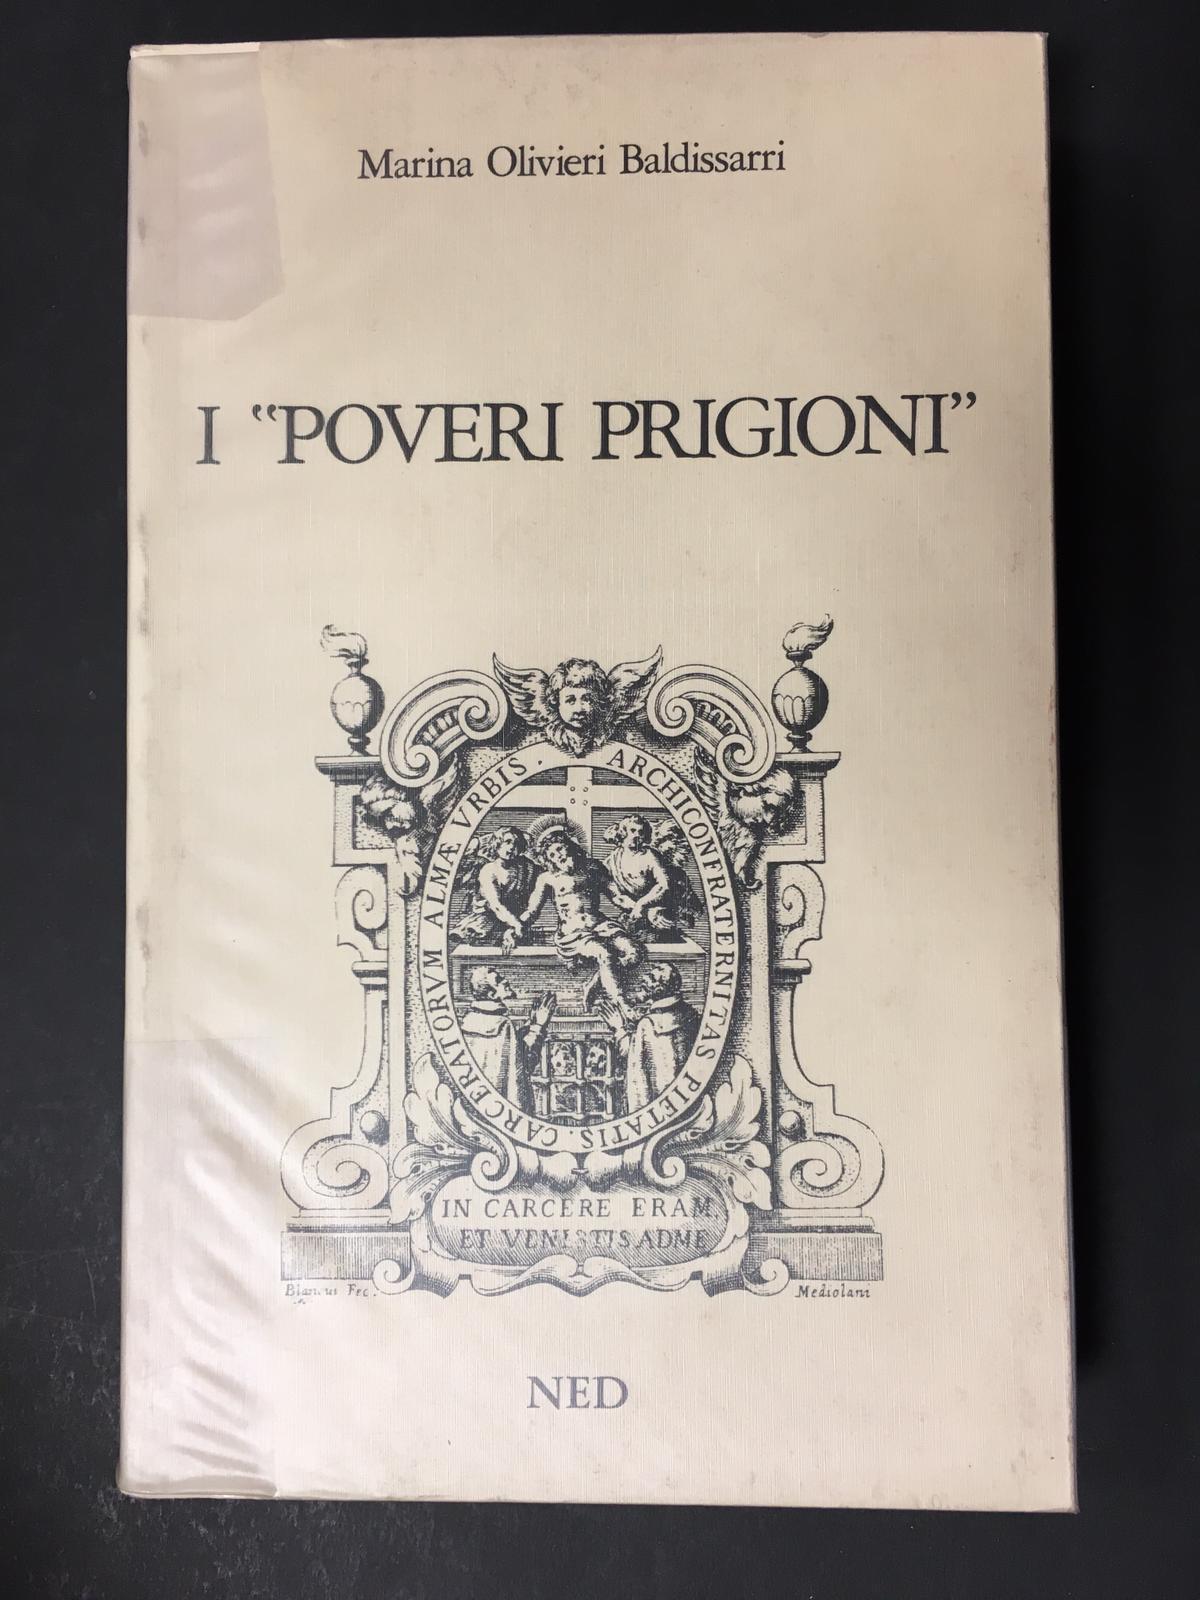 Marina Olivieri Baldissarri
I “POVERI PRIGIONI”
ARCHICONFRATERNITAS PIETATIS . CARCERATORVM ALMÆ VRBIS .
IN CARCERE ERAM,
ET VENISTIS AD ME
Fec.
Mediolani
NED